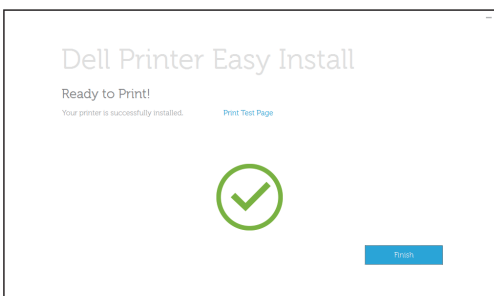 Dell Printer Easy Install
Ready to Print!
Your printer is successfully installed. Print Test Page
Finish